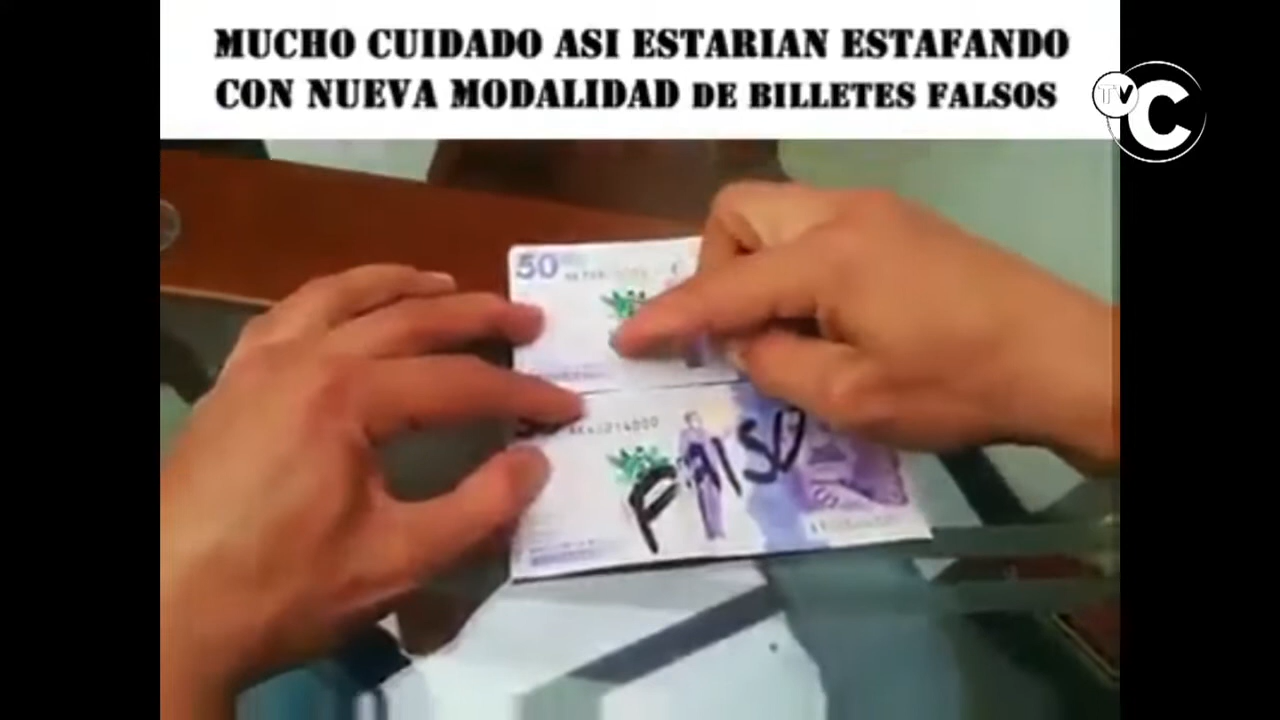 MUCHO CUIDADO ASI ESTARIAN ESTAFANDO
CON NUEVA MODALIDAD DE BILLETES FALSOS
TV
C
50
FAlSO